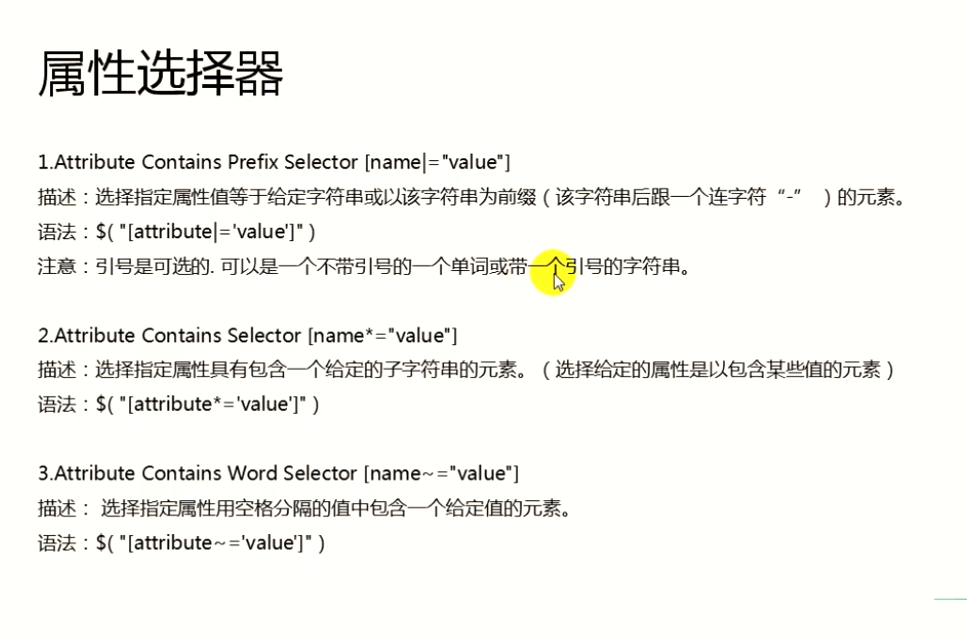 属性选择器
1.Attribute Contains Prefix Selector [name|="value"]
描述：选择指定属性值等于给定字符串或以该字符串为前缀（该字符串后跟一个连字符“-” ）的元素。
语法：$( "[attribute|='value']" )
注意：引号是可选的. 可以是一个不带引号的一个单词或带一个引号的字符串。
2.Attribute Contains Selector [name*="value"]
描述：选择指定属性具有包含一个给定的子字符串的元素。（选择给定的属性是以包含某些值的元素）
语法：$( "[attribute*='value']" )
3.Attribute Contains Word Selector [name~="value"]
描述： 选择指定属性用空格分隔的值中包含一个给定值的元素。
语法：$( "[attribute~='value']" )